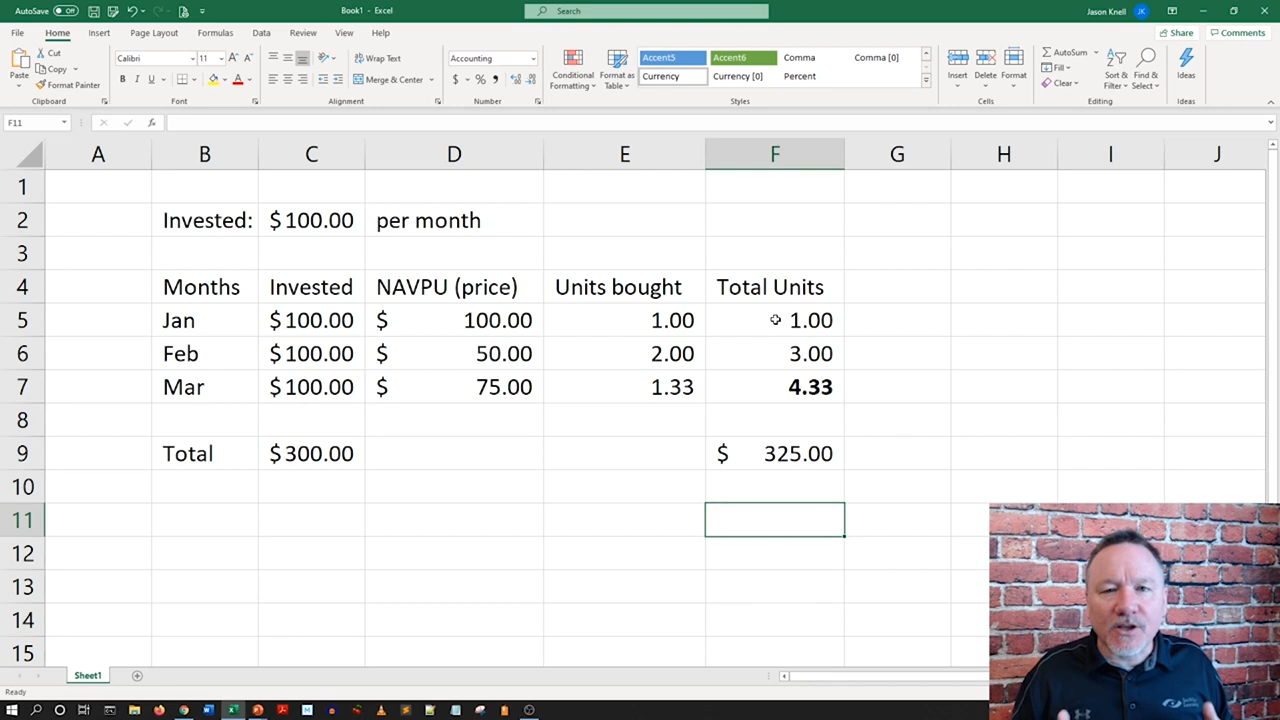 AutoSave Off Book1 - Excel Search Jason Knell JK
File Home Insert Page Layout Formulas Data Review View Help Share Comments
Cut Calibri 11 Wrap Text Accounting Accent5 Accent6 Comma Comma [0] AutoSum
Paste Copy Conditional Format as Insert Delete Format Fill Sort & Find & Ideas
Format Painter B I U Merge & Center $ % Formatting Table Currency Currency [0] Percent Clear Filter Select
Clipboard Font Alignment Number Styles Cells Editing Ideas
F11 fx
A B C D E F G H I J
1
2 Invested: $100.00 per month
3
4 Months Invested NAVPU (price) Units bought Total Units
5 Jan $100.00 $ 100.00 1.00 1.00
6 Feb $100.00 $ 50.00 2.00 3.00
7 Mar $100.00 $ 75.00 1.33 4.33
8
9 Total $300.00 $ 325.00
10
11
12
13
14
15
Sheet1
Ready